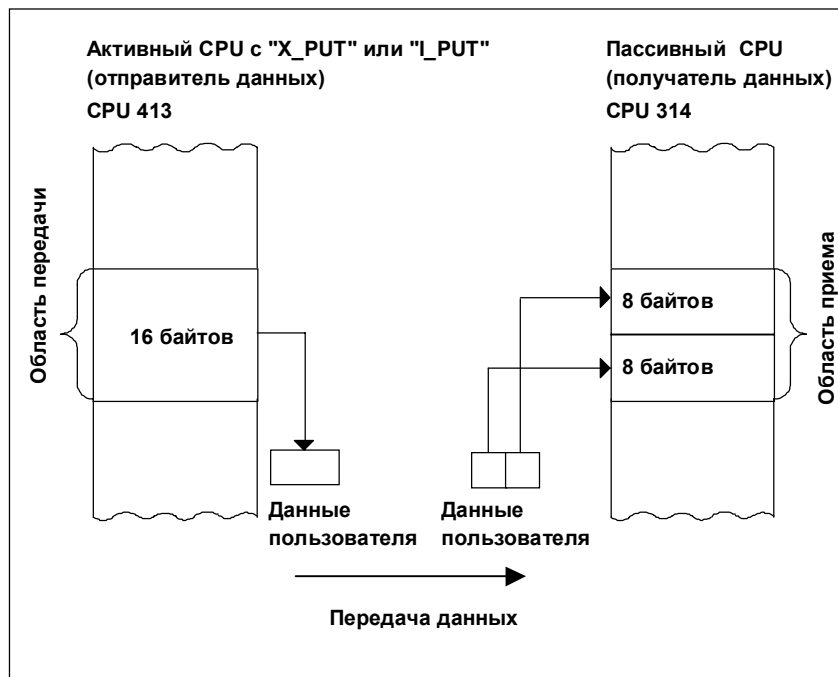 Активный CPU с "X_PUT" или "I_PUT"
(отправитель данных)
CPU 413
Пассивный CPU
(получатель данных)
CPU 314
Область передачи
16 байтов
8 байтов
8 байтов
Область приема
Данные
пользователя
Данные
пользователя
Передача данных